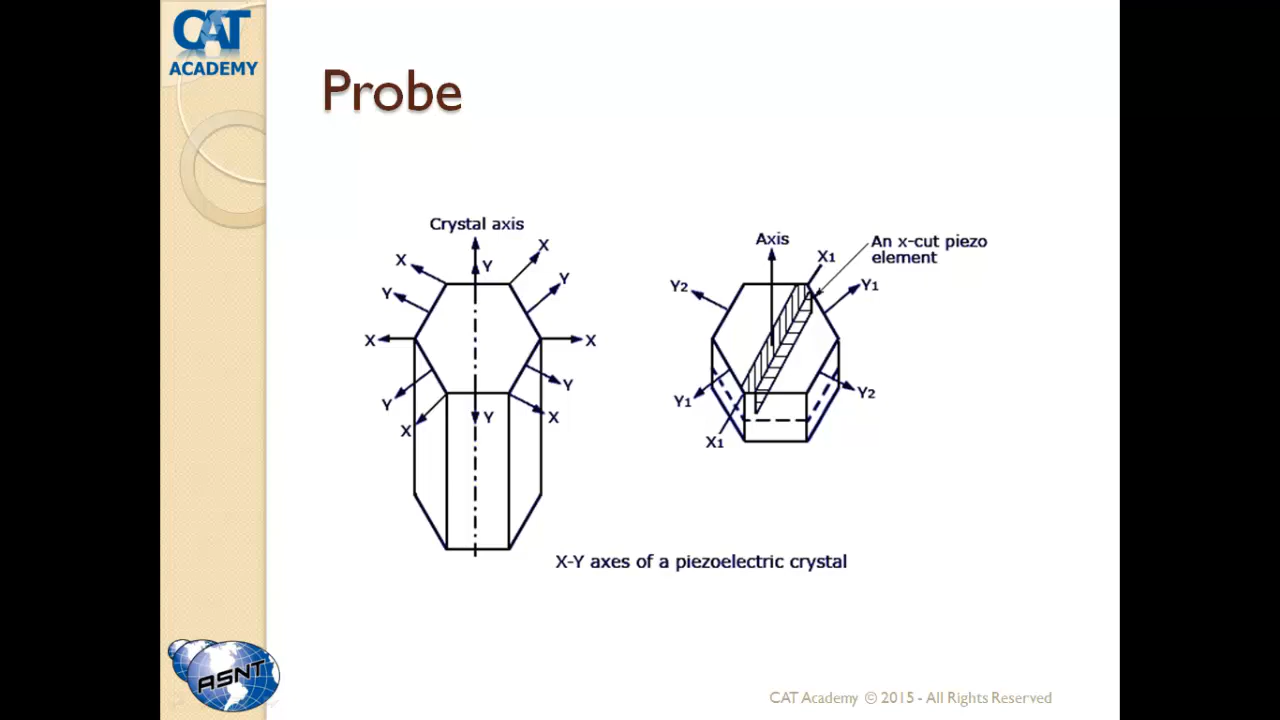 CAT
ACADEMY
Probe
Crystal axis
X
Y
X
Y
Y
X
X
Y
Y
X
Y
X
Axis
X1
An x-cut piezo
element
Y2
Y1
Y1
Y2
X1
X-Y axes of a piezoelectric crystal
ASNT
CAT Academy © 2015 - All Rights Reserved